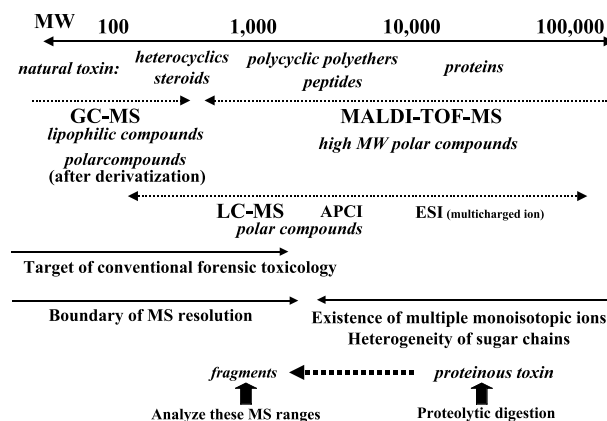 MW 100 1,000 10,000 100,000
natural toxin: heterocyclics polycyclic polyethers proteins
steroids peptides
GC-MS MALDI-TOF-MS
lipophilic compounds high MW polar compounds
polarcompounds
(after derivatization)
LC-MS APCI ESI (multicharged ion)
polar compounds
Target of conventional forensic toxicology
Boundary of MS resolution Existence of multiple monoisotopic ions
Heterogeneity of sugar chains
fragments proteinous toxin
Analyze these MS ranges Proteolytic digestion